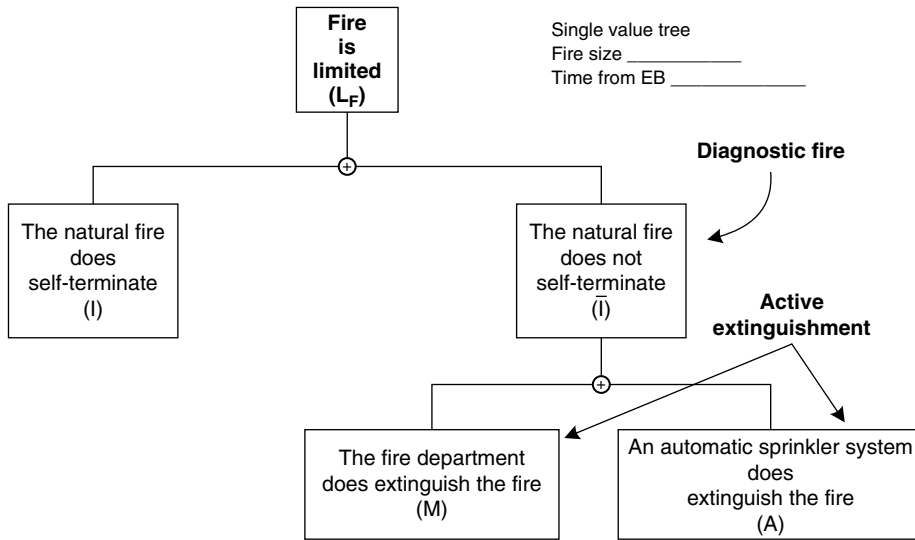 Fire
is
limited
(L_F)
Single value tree
Fire size ___________
Time from EB _____________
+
Diagnostic fire
The natural fire
does
self-terminate
(I)
The natural fire
does not
self-terminate
(Ī)
Active
extinguishment
+
The fire department
does extinguish the fire
(M)
An automatic sprinkler system
does
extinguish the fire
(A)